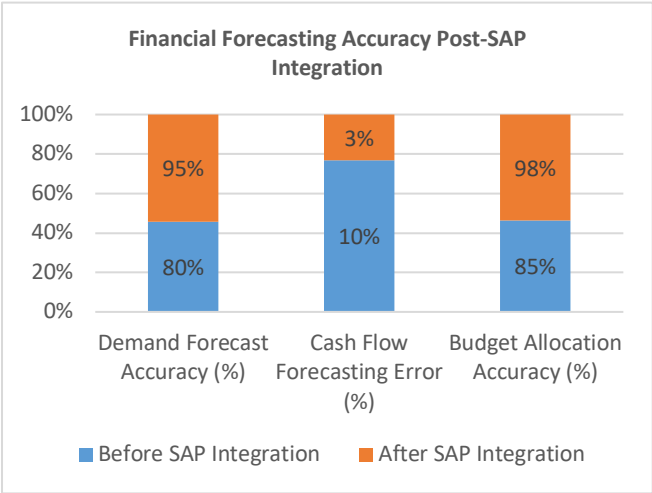 Financial Forecasting Accuracy Post-SAP
Integration
100%
80%
60%
40%
20%
0%
95%
80%
3%
10%
98%
85%
Demand Forecast
Accuracy (%)
Cash Flow
Forecasting Error
(%)
Budget Allocation
Accuracy (%)
Before SAP Integration
After SAP Integration